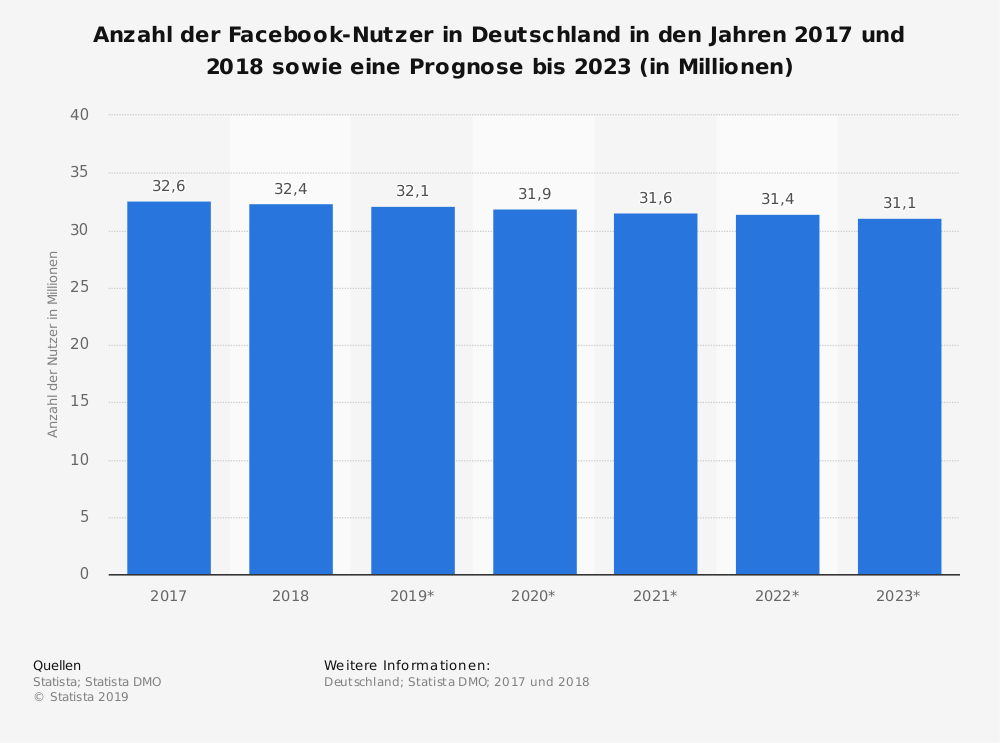 Anzahl der Facebook-Nutzer in Deutschland in den Jahren 2017 und
2018 sowie eine Prognose bis 2023 (in Millionen)
Anzahl der Nutzer in Millionen
40
35
30
25
20
15
10
5
0
32,6
32,4
32,1
31,9
31,6
31,4
31,1
2017
2018
2019*
2020*
2021*
2022*
2023*
Quellen
Statista; Statista DMO
© Statista 2019
Weitere Informationen:
Deutschland; Statista DMO; 2017 und 2018